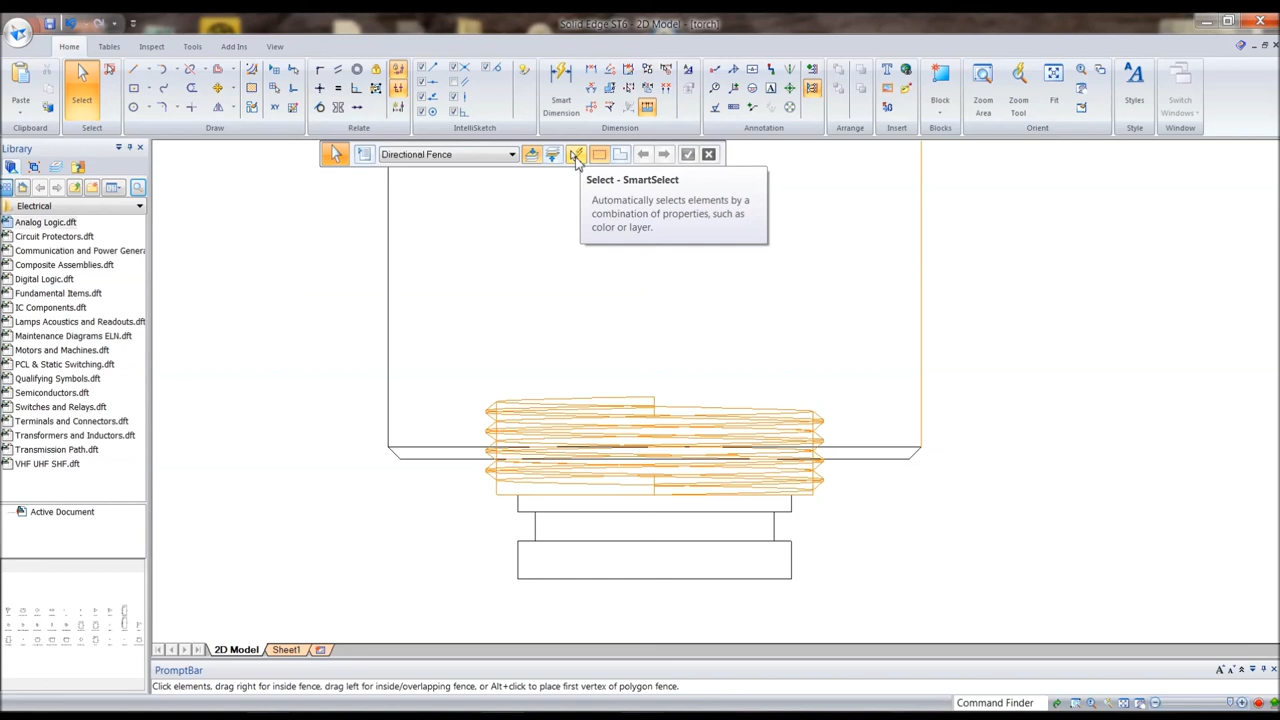 Solid Edge ST6 - 2D Model - [torch]
Home
Tables
Inspect
Sketch
Tools
Add Ins
View
Paste
Select
Smart
Dimension
Block
Zoom
Area
Zoom
Tool
Fit
Styles
Switch
Windows
Clipboard
Select
Draw
Relate
IntelliSketch
Dimension
Annotation
Arrange
Insert
Blocks
Orient
Style
Window
Library
Directional Fence
Select - SmartSelect
Automatically selects elements by a
combination of properties, such as
color or layer.
Electrical
Analog Logic.dft
Circuit Protectors.dft
Communication and Power Genera
Composite Assemblies.dft
Digital Logic.dft
Fundamental Items.dft
IC Components.dft
Lamps Acoustics and Readouts.dft
Maintenance Diagrams ELN.dft
Motors and Machines.dft
PCL & Static Switching.dft
Qualifying Symbols.dft
Semiconductors.dft
Switches and Relays.dft
Terminals and Connectors.dft
Transformers and Inductors.dft
Transmission Path.dft
VHF UHF SHF.dft
Active Document
2D Model
Sheet1
PromptBar
Click elements, drag right for inside fence, drag left for inside/overlapping fence, or Alt+click to place first vertex of polygon fence.
Command Finder